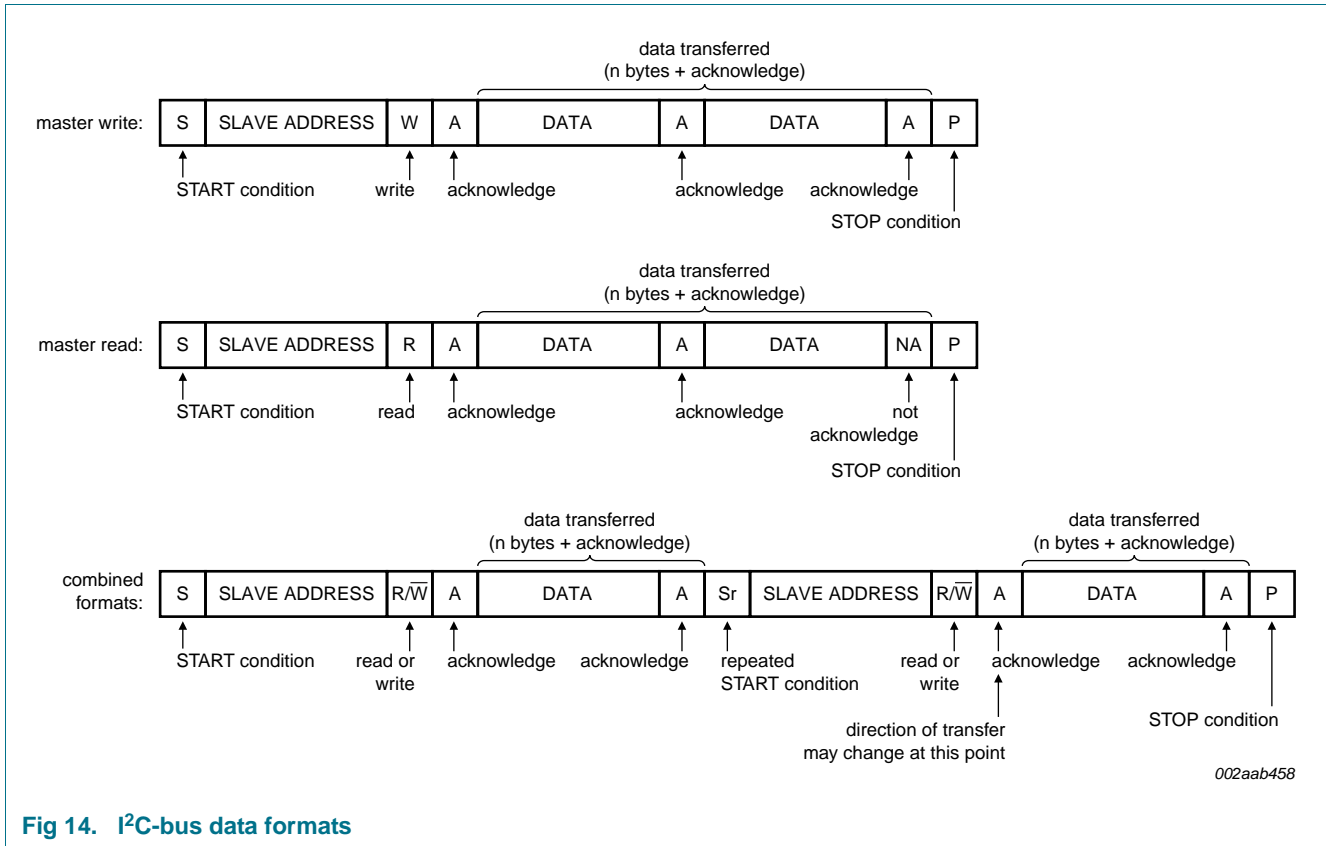 data transferred
(n bytes + acknowledge)
master write: S SLAVE ADDRESS W A DATA A DATA A P
START condition write acknowledge acknowledge acknowledge
STOP condition
data transferred
(n bytes + acknowledge)
master read: S SLAVE ADDRESS R A DATA A DATA NA P
START condition read acknowledge acknowledge not
acknowledge
STOP condition
data transferred data transferred
(n bytes + acknowledge) (n bytes + acknowledge)
combined
formats: S SLAVE ADDRESS R/W̅ A DATA A Sr SLAVE ADDRESS R/W̅ A DATA A P
START condition read or acknowledge acknowledge repeated read or acknowledge acknowledge
write START condition write
STOP condition
direction of transfer
may change at this point
002aab458
Fig 14. I²C-bus data formats